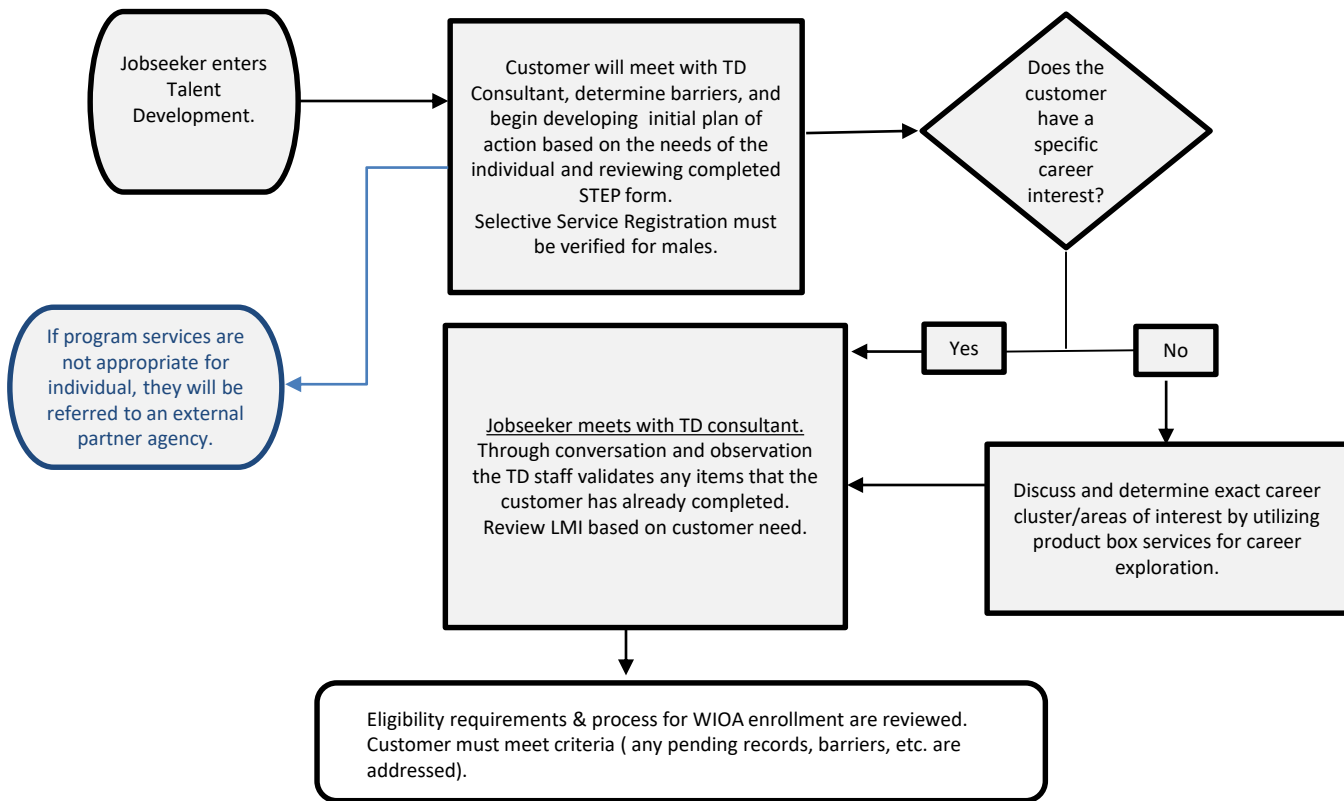 Jobseeker enters
Talent
Development.
Customer will meet with TD
Consultant, determine barriers, and
begin developing initial plan of
action based on the needs of the
individual and reviewing completed
STEP form.
Selective Service Registration must
be verified for males.
Does the
customer
have a
specific
career
interest?
If program services are
not appropriate for
individual, they will be
referred to an external
partner agency.
Yes
No
Jobseeker meets with TD consultant.
Through conversation and observation
the TD staff validates any items that the
customer has already completed.
Review LMI based on customer need.
Discuss and determine exact career
cluster/areas of interest by utilizing
product box services for career
exploration.
Eligibility requirements & process for WIOA enrollment are reviewed.
Customer must meet criteria ( any pending records, barriers, etc. are
addressed).